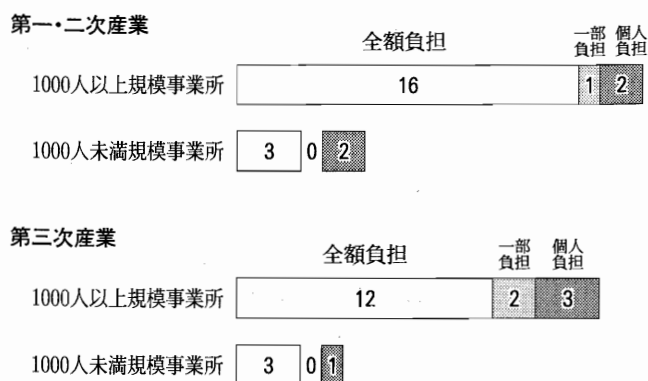 第一・二次産業
全額負担 一部負担 個人負担
1000人以上規模事業所 16 1 2
1000人未満規模事業所 3 0 2
第三次産業
全額負担 一部負担 個人負担
1000人以上規模事業所 12 2 3
1000人未満規模事業所 3 0 1